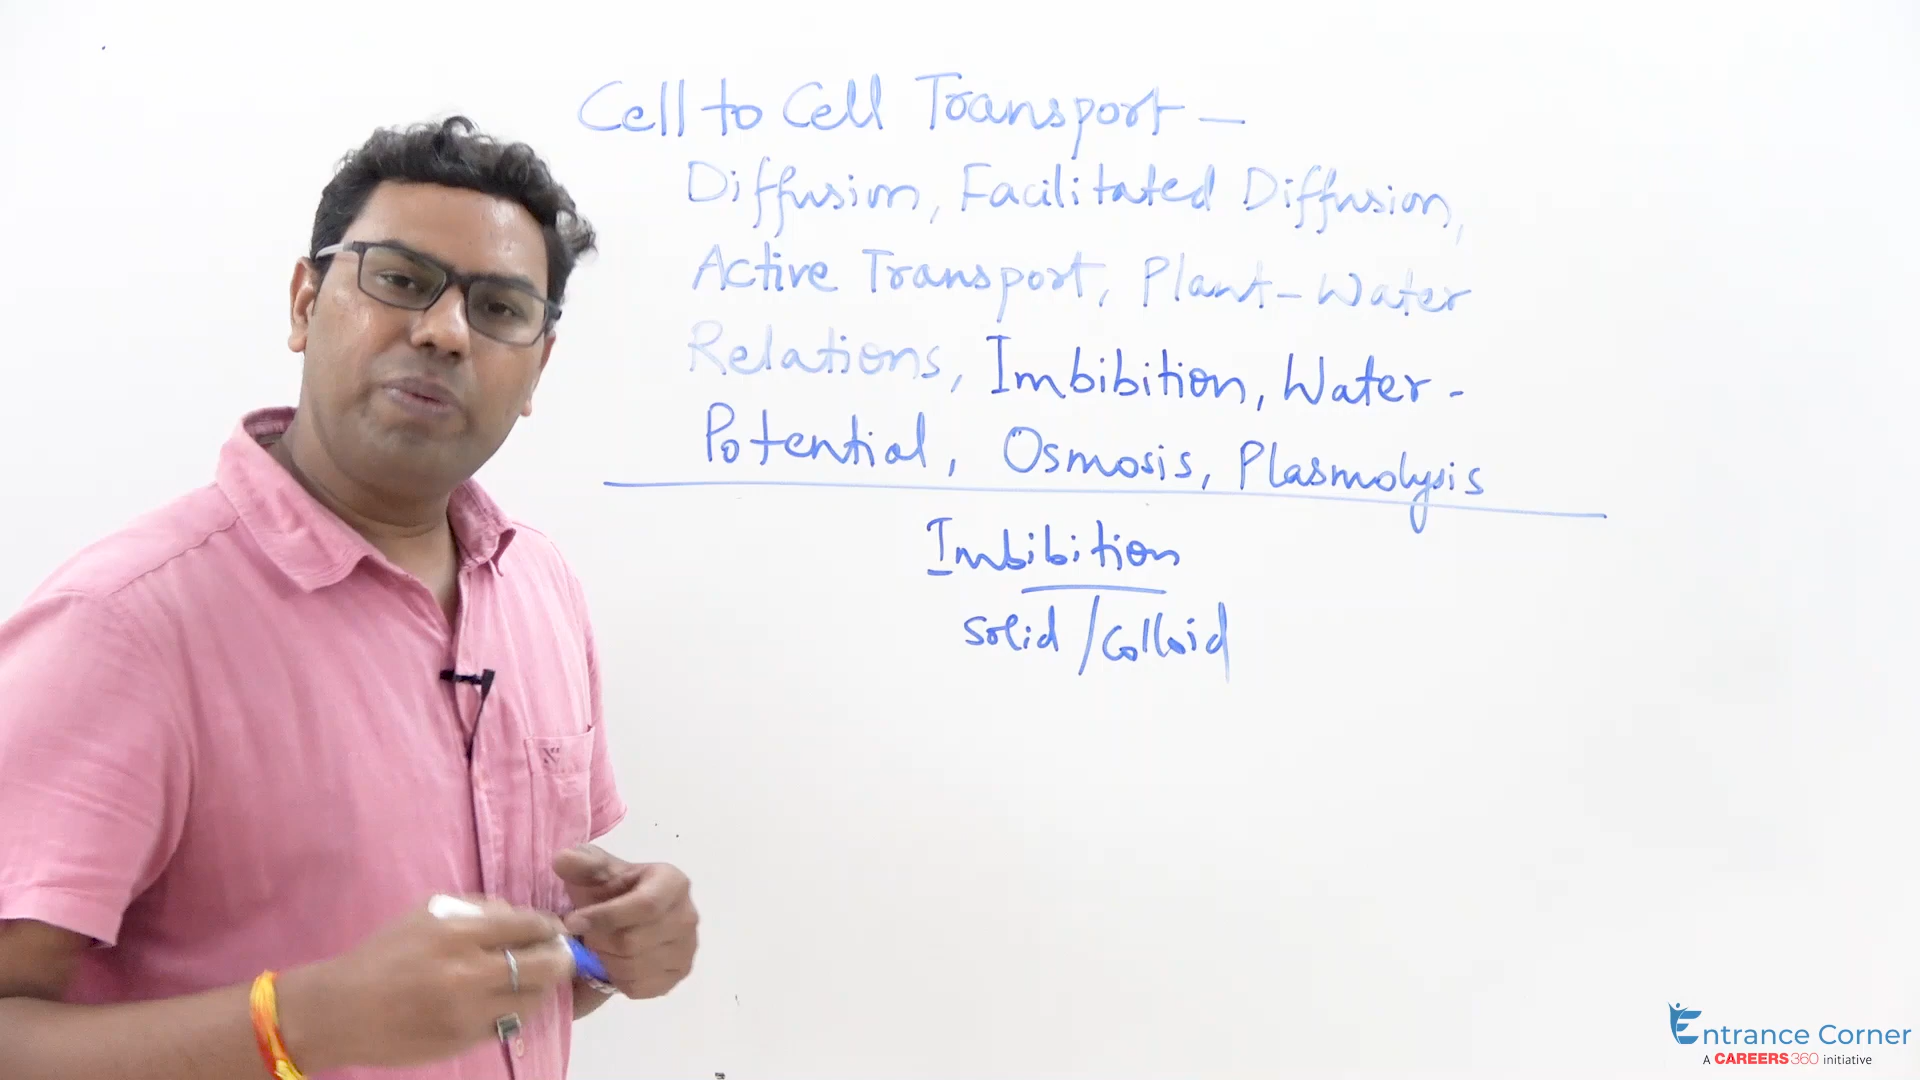 Cell to Cell Transport -
Diffusion, Facilitated Diffusion,
Active Transport, Plant-Water
Relations, Imbibition, Water-
Potential, Osmosis, Plasmolysis
Imbibition
solid/colloid
Entrance Corner
A CAREERS360 initiative